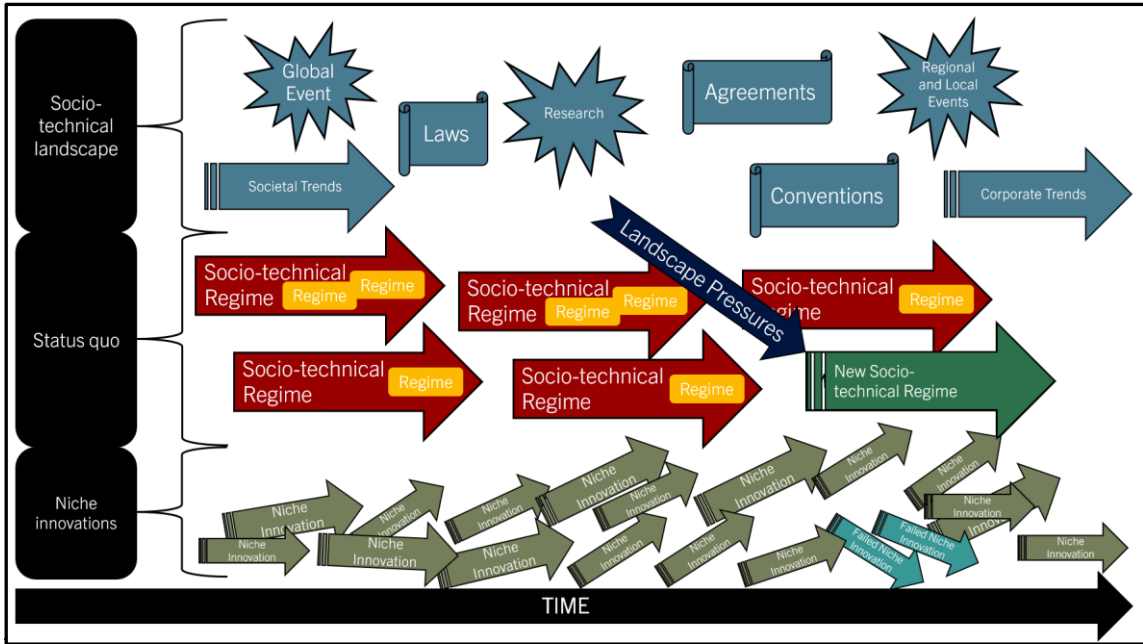 Socio-
technical
landscape
Global
Event
Laws
Research
Agreements
Regional
and Local
Events
Societal Trends
Conventions
Corporate Trends
Landscape Pressures
Status quo
Socio-technical
Regime
Regime
Regime
Socio-technical
Regime
Regime
Regime
Socio-technical
Regime
Regime
Socio-technical
Regime
Regime
Socio-technical
Regime
Regime
New Socio-
technical Regime
Niche
innovations
Niche
Innovation
Niche
Innovation
Niche
Innovation
Niche
Innovation
Niche
Innovation
Niche
Innovation
Niche
Innovation
Niche
Innovation
Niche
Innovation
Niche
Innovation
Niche
Innovation
Niche
Innovation
Niche
Innovation
Niche
Innovation
Failed Niche
Innovation
Failed Niche
Innovation
Niche
Innovation
Niche
Innovation
Innovation
Niche
Innovation
TIME